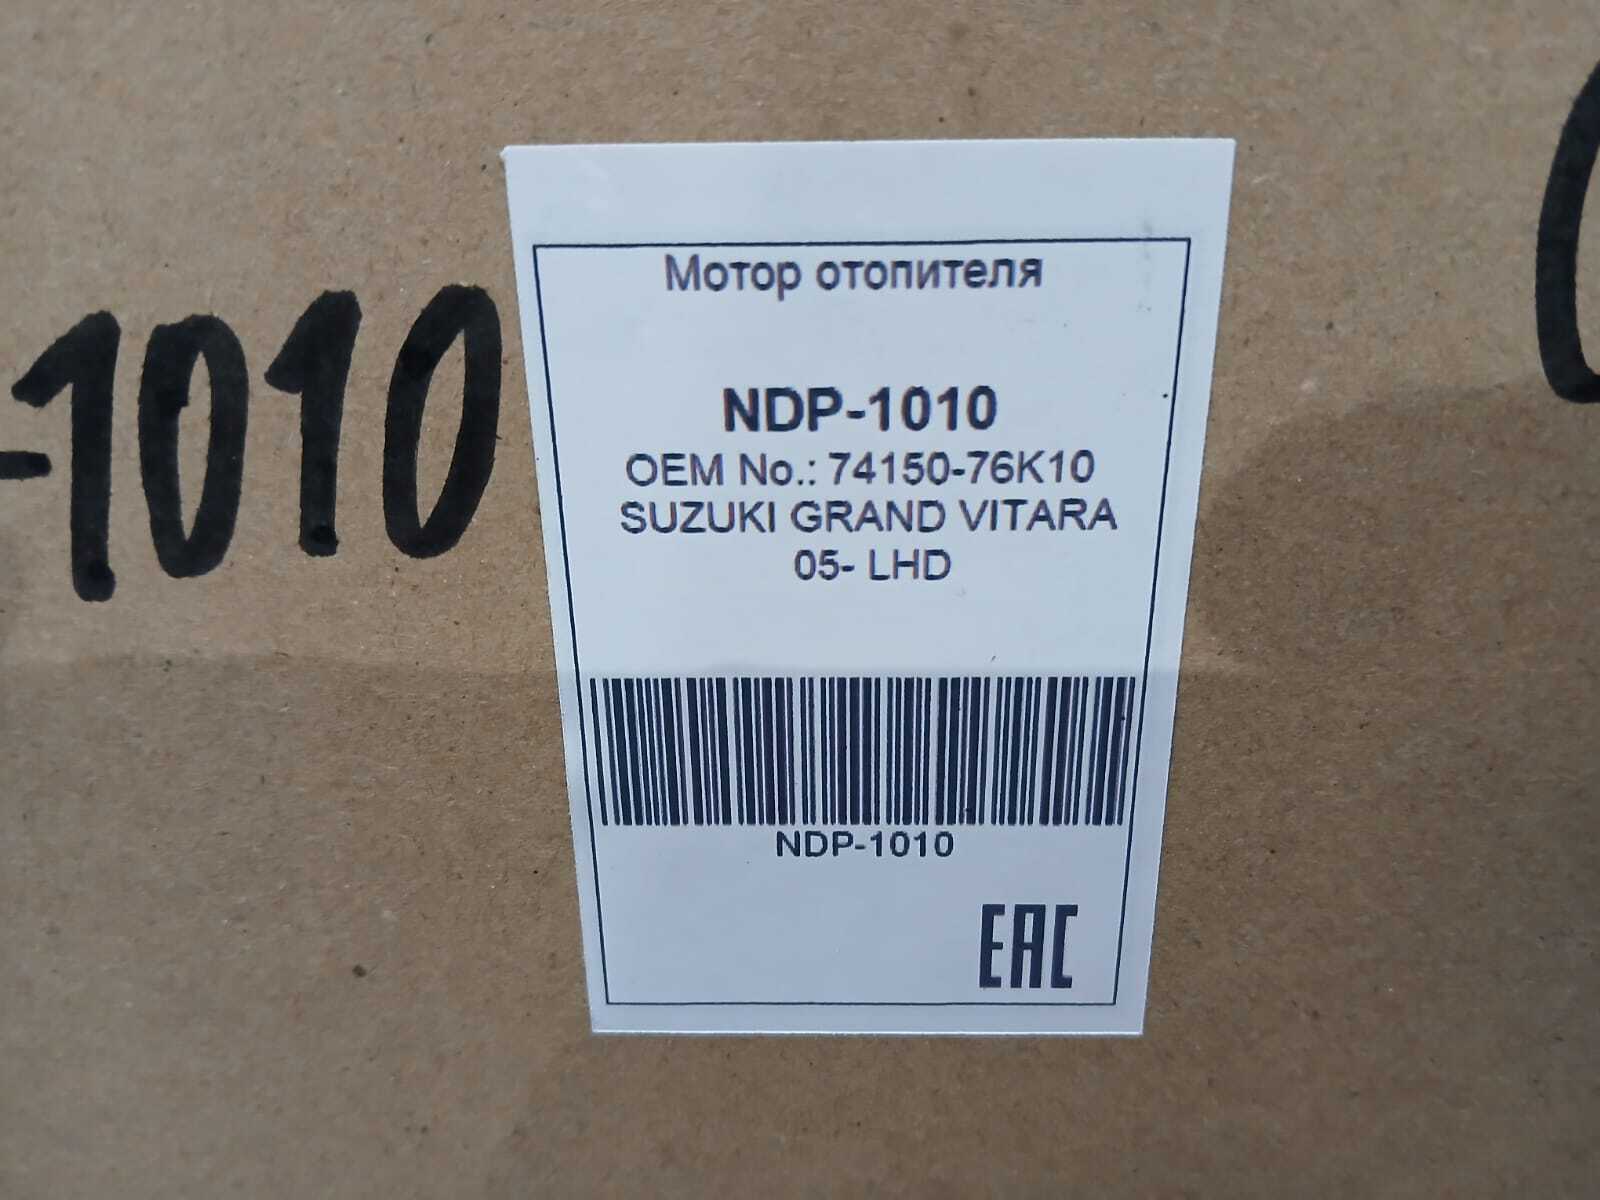 Мотор отопителя
-1010
NDP-1010
OEM No.: 74150-76K10
SUZUKI GRAND VITARA
05- LHD
NDP-1010
EAC